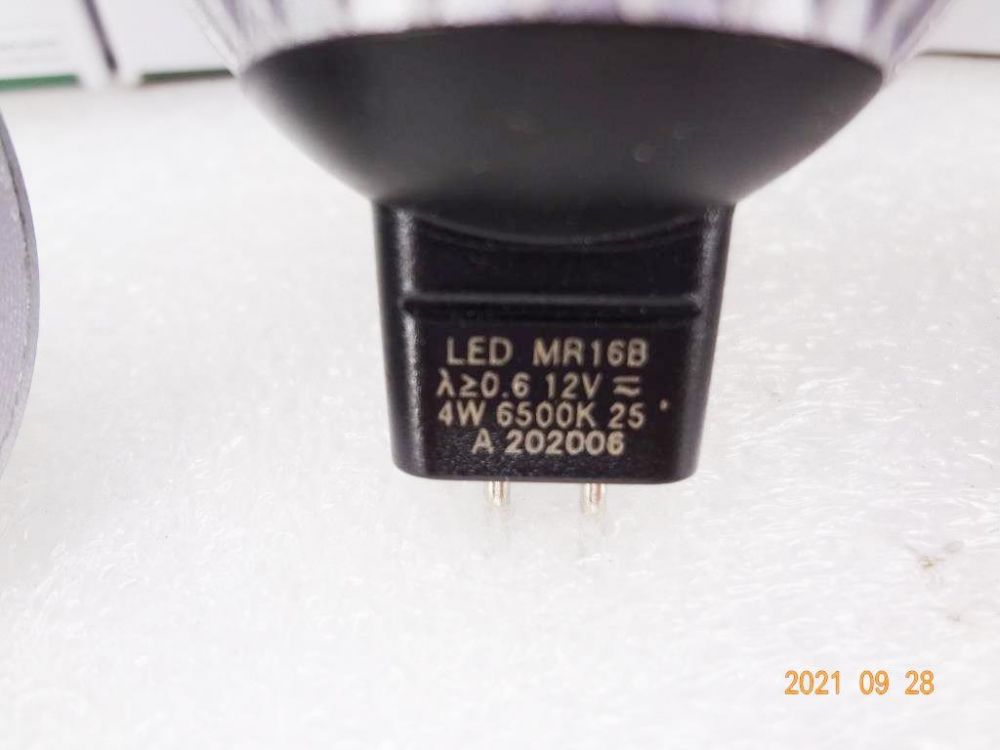 LED MR16B
λ≥0.6 12V ⎓
4W 6500K 25°
A 202006
2021 09 28